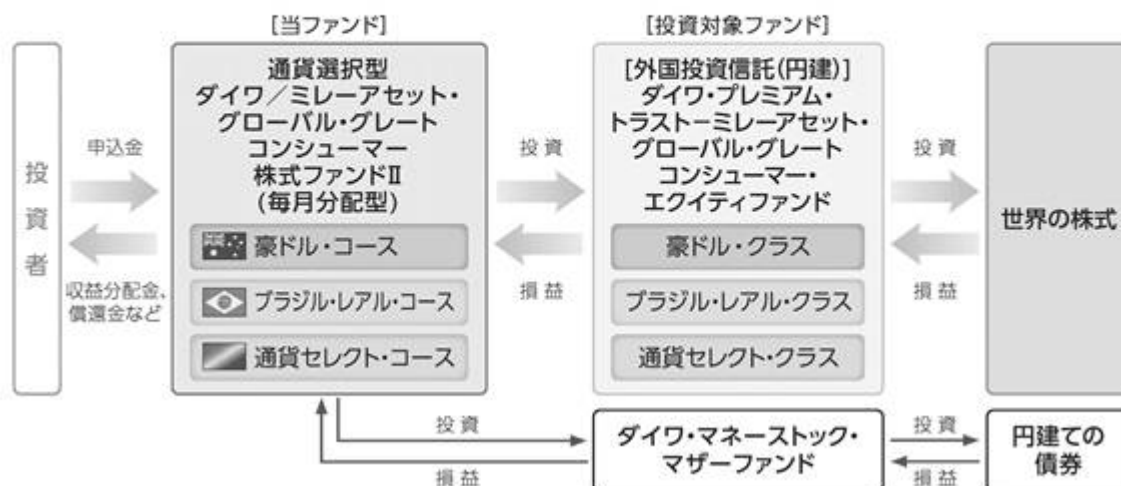 [当ファンド]
[投資対象ファンド]
投資者
申込金
収益分配金、
償還金など
通貨選択型
ダイワ／ミレーアセット・
グローバル・グレート
コンシューマー
株式ファンドⅡ
(毎月分配型)
豪ドル・コース
ブラジル・レアル・コース
通貨セレクト・コース
投資
損益
[外国投資信託(円建)]
ダイワ・プレミアム・
トラスト－ミレーアセット・
グローバル・グレート
コンシューマー・
エクイティファンド
豪ドル・クラス
ブラジル・レアル・クラス
通貨セレクト・クラス
投資
損益
世界の株式
投資
損益
ダイワ・マネーストック・
マザーファンド
投資
損益
円建ての
債券